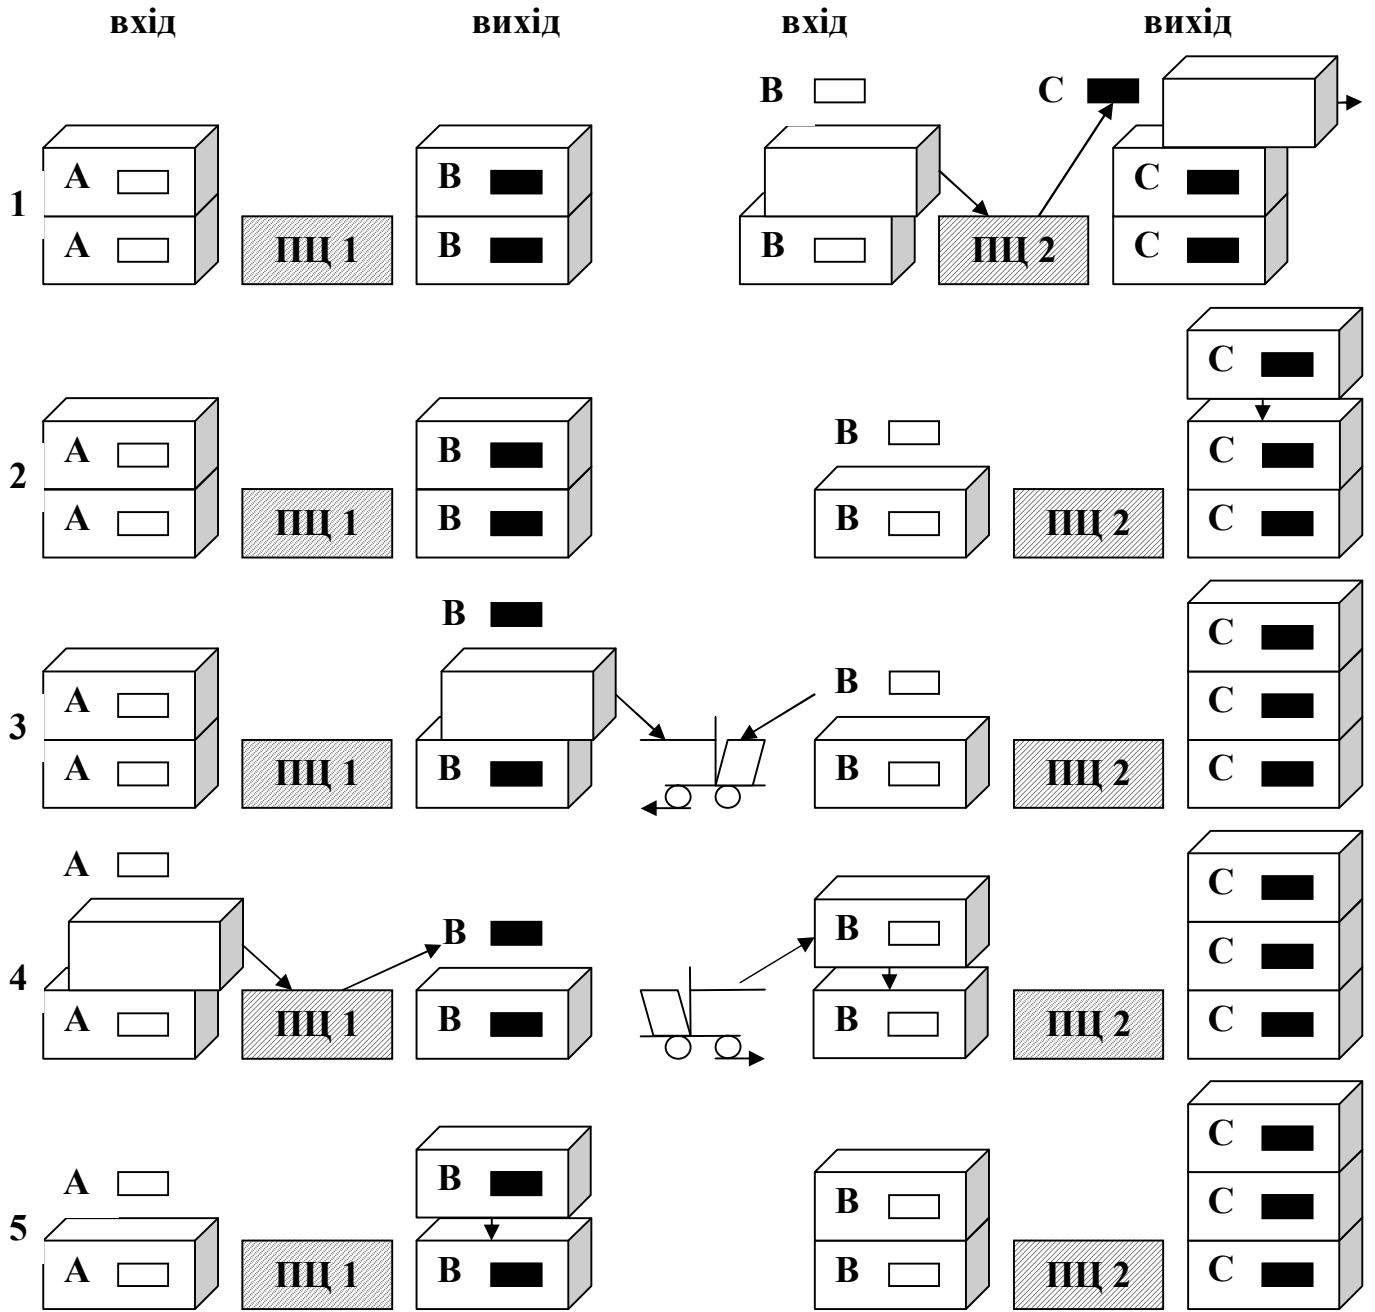 вхід вихід вхід вихід
В С
А В С
1
А ПЦ 1 В В ПЦ 2 С
С
А В В С
2
А ПЦ 1 В В ПЦ 2 С
В С
А В С
3
А ПЦ 1 В В ПЦ 2 С
А С
В В С
4
А ПЦ 1 В В ПЦ 2 С
С
А В В С
5
А ПЦ 1 В В ПЦ 2 С